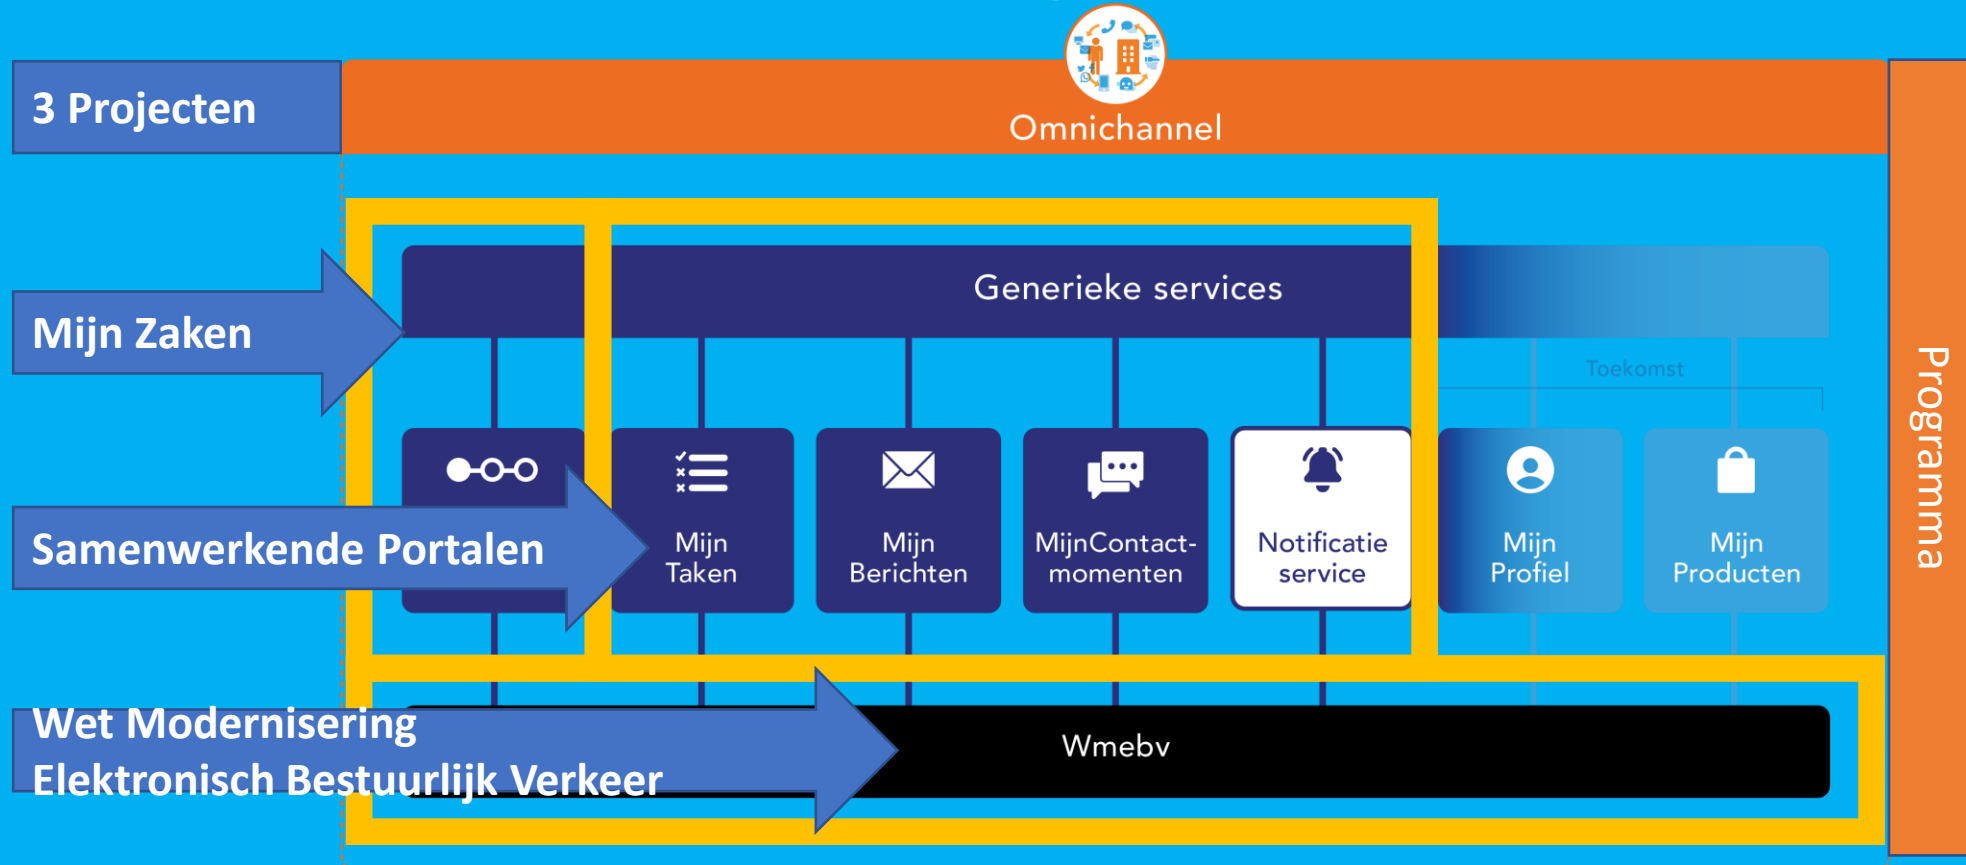 3 Projecten
Omnichannel
Programma
Generieke services
Mijn Zaken
Toekomst
Samenwerkende Portalen
Mijn
Taken
Mijn
Berichten
MijnContact-
momenten
Notificatie
service
Mijn
Profiel
Mijn
Producten
Wet Modernisering
Elektronisch Bestuurlijk Verkeer
Wmebv